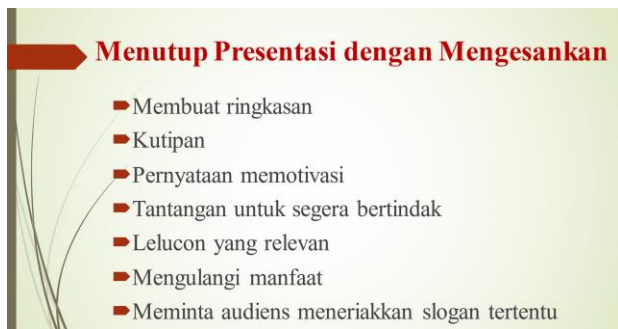 Menutup Presentasi dengan Mengesankan
Membuat ringkasan
Kutipan
Pernyataan memotivasi
Tantangan untuk segera bertindak
Lelucon yang relevan
Mengulangi manfaat
Meminta audiens meneriakkan slogan tertentu